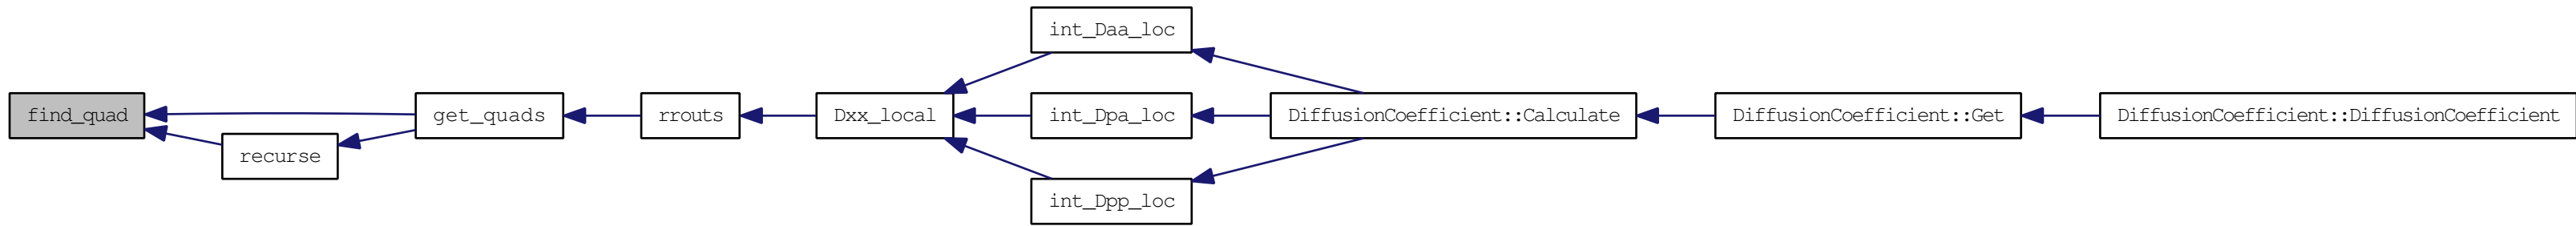 find_quad
recurse
get_quads
rrouts
Dxx_local
int_Daa_loc
int_Dpa_loc
int_Dpp_loc
DiffusionCoefficient::Calculate
DiffusionCoefficient::Get
DiffusionCoefficient::DiffusionCoefficient